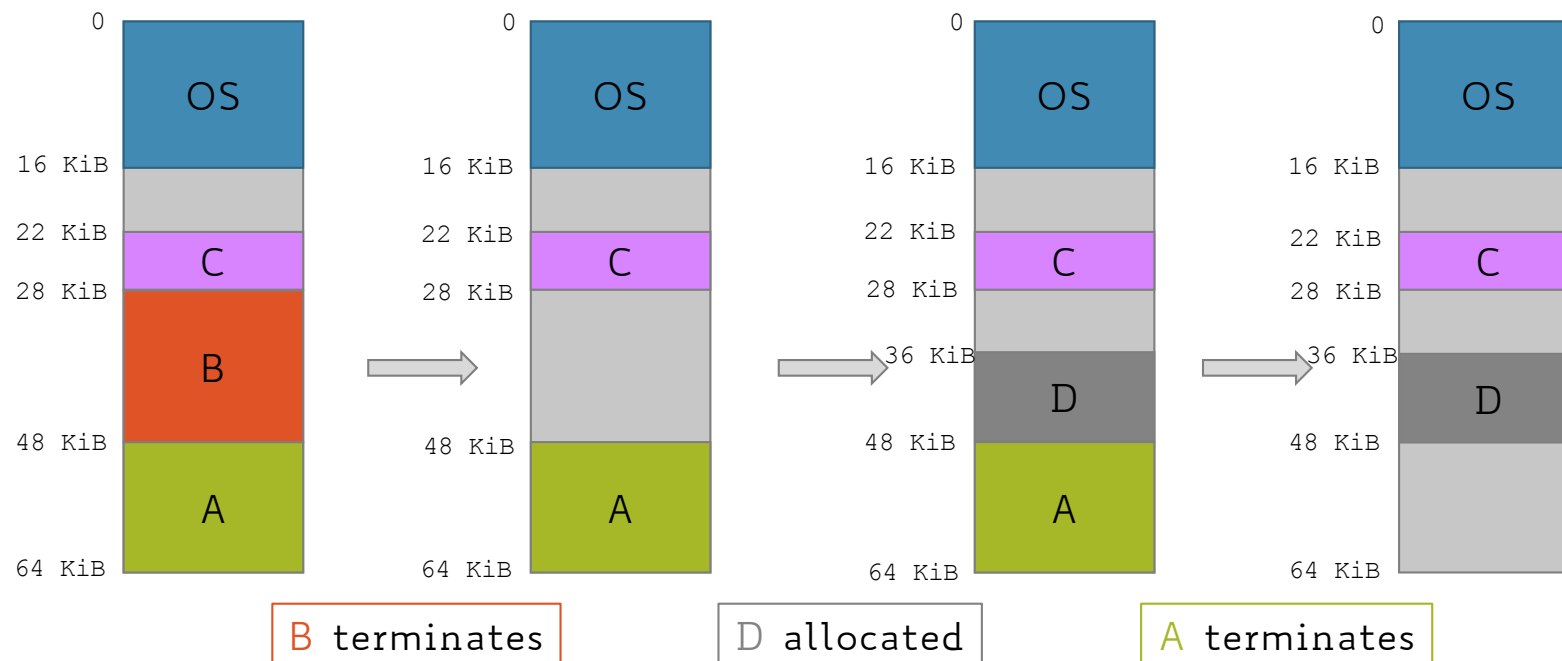 0
OS
16 KiB
22 KiB
C
28 KiB
B
48 KiB
A
64 KiB
0
OS
16 KiB
22 KiB
C
28 KiB
48 KiB
A
64 KiB
0
OS
16 KiB
22 KiB
C
28 KiB
36 KiB
D
48 KiB
A
64 KiB
0
OS
16 KiB
22 KiB
C
28 KiB
36 KiB
D
48 KiB
64 KiB
B terminates
D allocated
A terminates